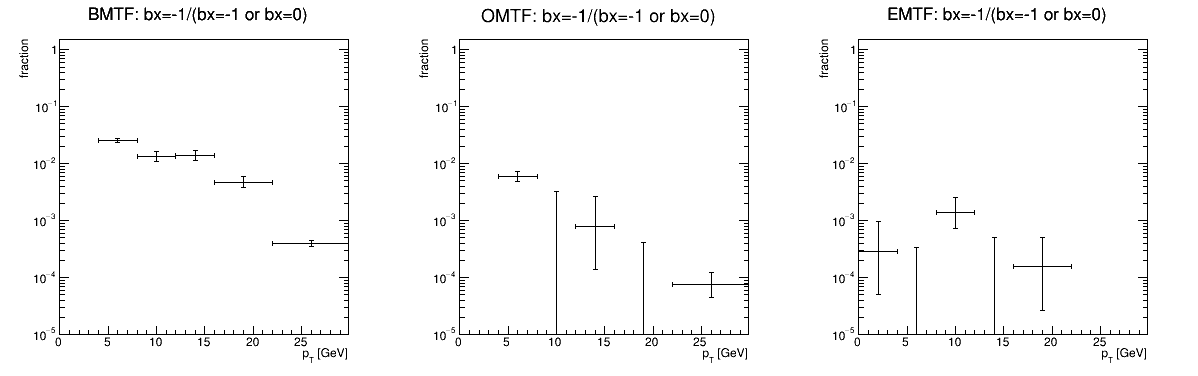 BMTF: bx=-1/(bx=-1 or bx=0)
fraction
1
10⁻¹
10⁻²
10⁻³
10⁻⁴
10⁻⁵
0 5 10 15 20 25
p_T [GeV]
OMTF: bx=-1/(bx=-1 or bx=0)
fraction
1
10⁻¹
10⁻²
10⁻³
10⁻⁴
10⁻⁵
0 5 10 15 20 25
p_T [GeV]
EMTF: bx=-1/(bx=-1 or bx=0)
fraction
1
10⁻¹
10⁻²
10⁻³
10⁻⁴
10⁻⁵
0 5 10 15 20 25
p_T [GeV]